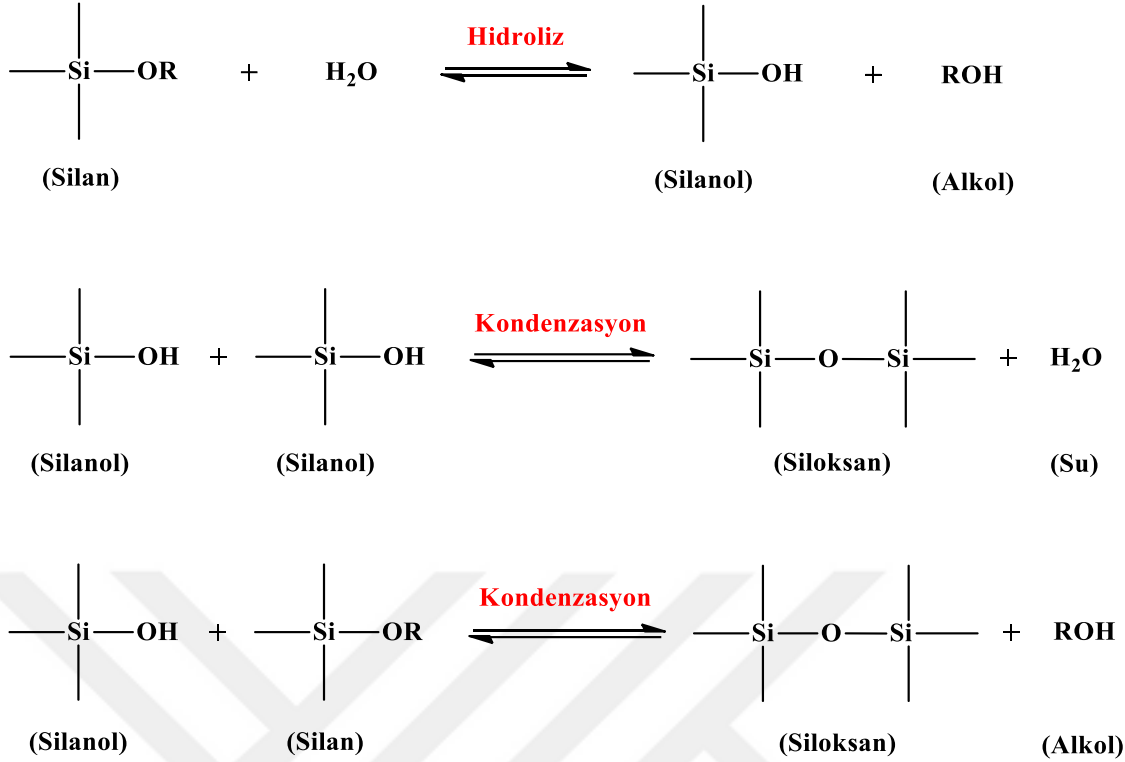 Hidroliz
Si OR + H₂O Si OH + ROH
(Silan) (Silanol) (Alkol)
Kondenzasyon
Si OH + Si OH Si O Si + H₂O
(Silanol) (Silanol) (Siloksan) (Su)
Kondenzasyon
Si OH + Si OR Si O Si + ROH
(Silanol) (Silan) (Siloksan) (Alkol)